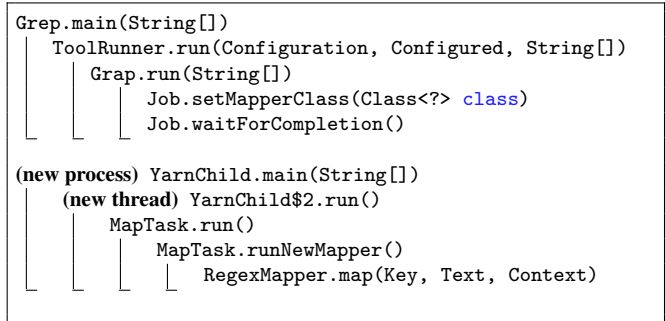 Grep.main(String[])
ToolRunner.run(Configuration, Configured, String[])
Grap.run(String[])
Job.setMapperClass(Class<?> class)
Job.waitForCompletion()
(new process) YarnChild.main(String[])
(new thread) YarnChild$2.run()
MapTask.run()
MapTask.runNewMapper()
RegexMapper.map(Key, Text, Context)